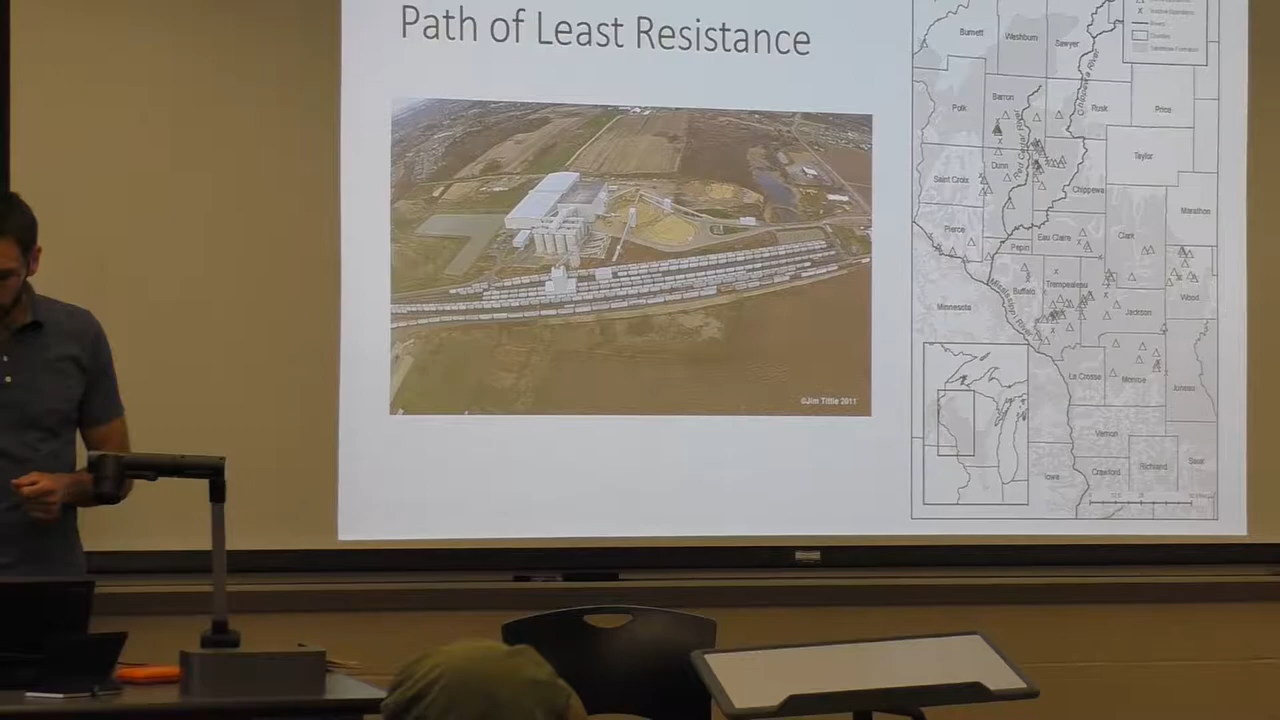 Path of Least Resistance
©Jim Tittle 2011
Burnett
Washburn
Sawyer
Chippewa River
Polk
Barron
Rusk
Price
Red Cedar River
Taylor
Saint Croix
Dunn
Chippewa
Marathon
Pierce
Pepin
Eau Claire
Clark
Minnesota
Mississippi River
Buffalo
Trempealeau
Jackson
Wood
La Crosse
Monroe
Juneau
Vernon
Iowa
Crawford
Richland
Sauk